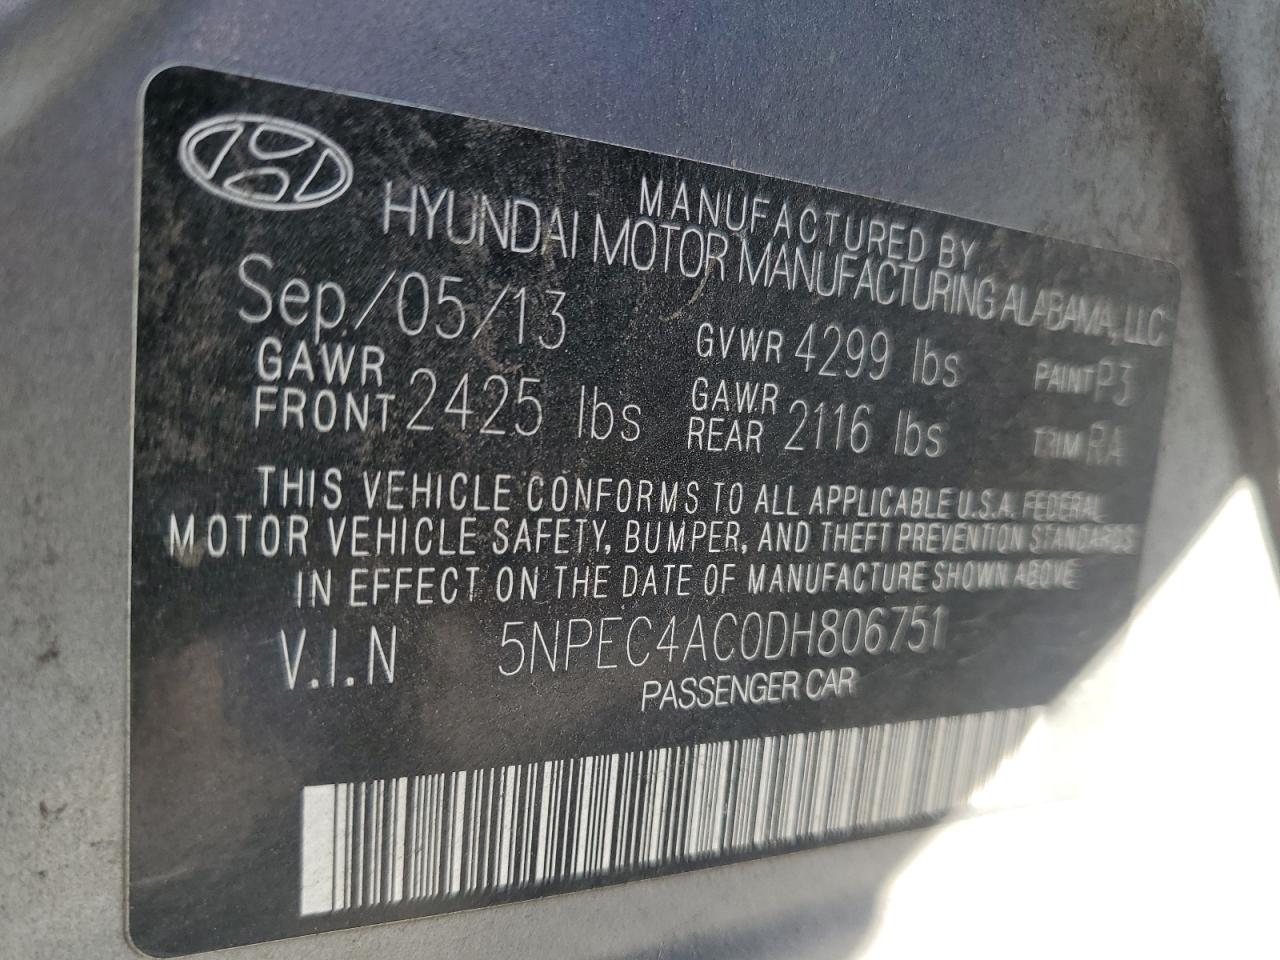 MANUFACTURED BY
HYUNDAI MOTOR MANUFACTURING ALABAMA, LLC
Sep/05/13 GVWR 4299 lbs PAINT P3
GAWR FRONT 2425 lbs GAWR REAR 2116 lbs TRIM RA
THIS VEHICLE CONFORMS TO ALL APPLICABLE U.S.A. FEDERAL
MOTOR VEHICLE SAFETY, BUMPER, AND THEFT PREVENTION STANDARDS
IN EFFECT ON THE DATE OF MANUFACTURE SHOWN ABOVE
V.I.N 5NPEC4AC0DH806751
PASSENGER CAR